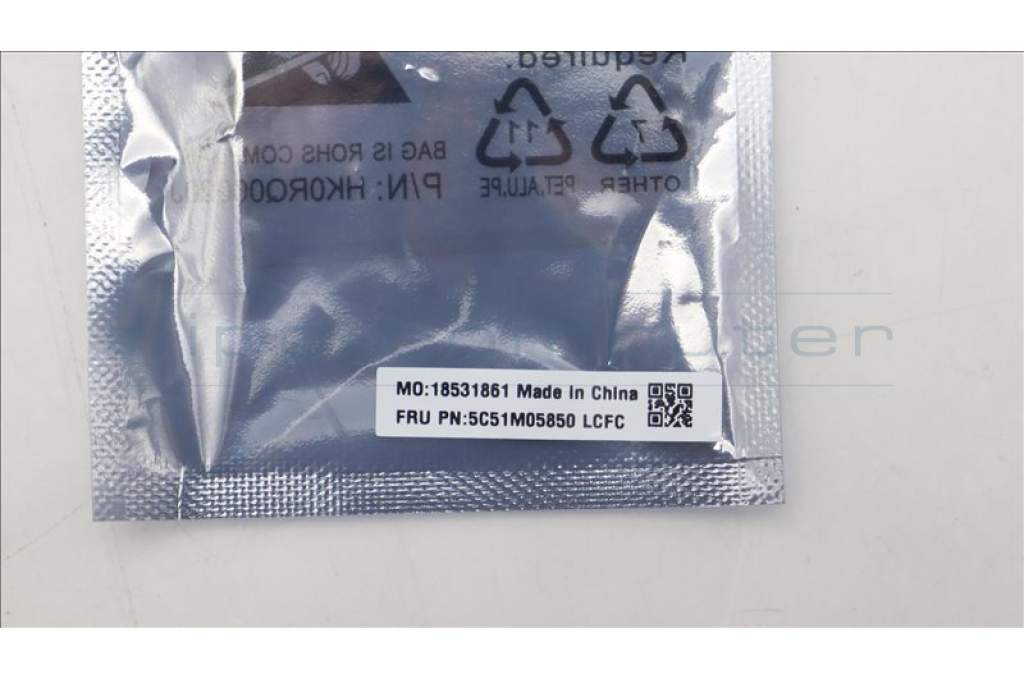 Required.
11
7
PET.ALU.PE
OTHER
BAG IS ROHS COM
P/N: HK0RQ00
MO:18531861 Made in China
FRU PN:5C51M05850 LCFC